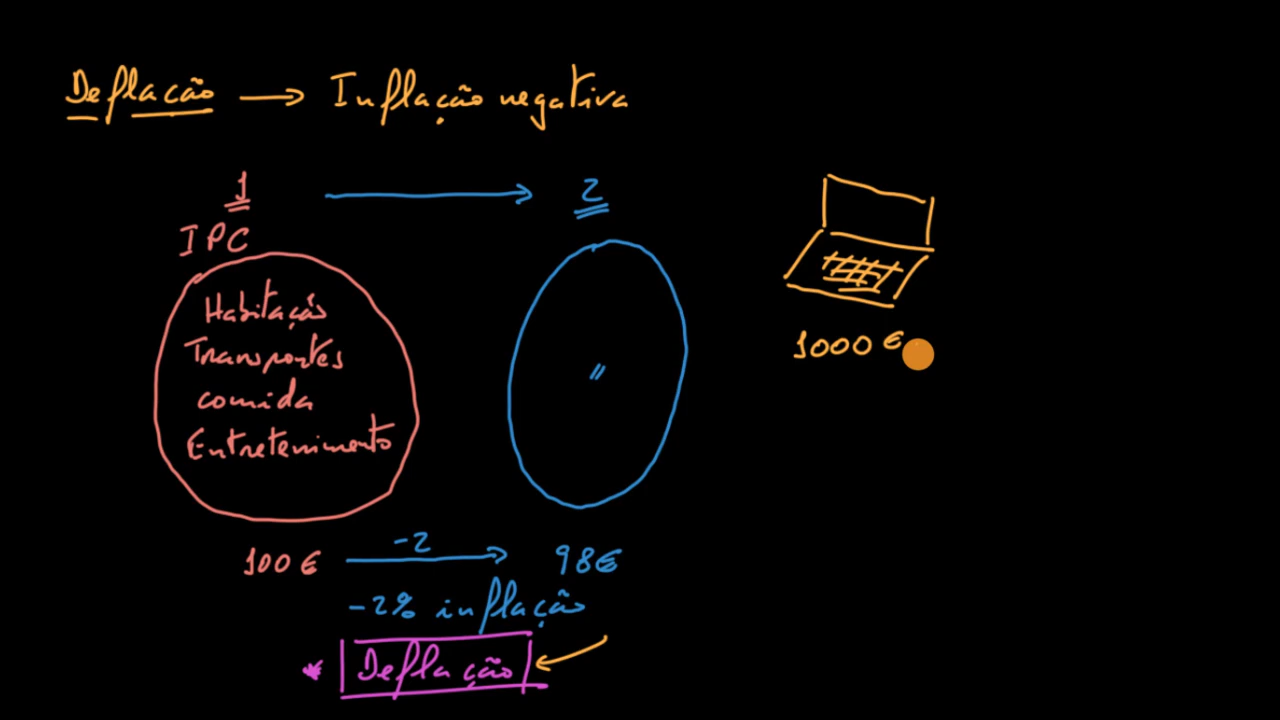 Deflação → Inflação negativa
1 → 2
IPC
Habitação
Transportes
comida
Entretenimento
"
1000 €
-2
100 € → 98€
-2% inflação
* Deflação